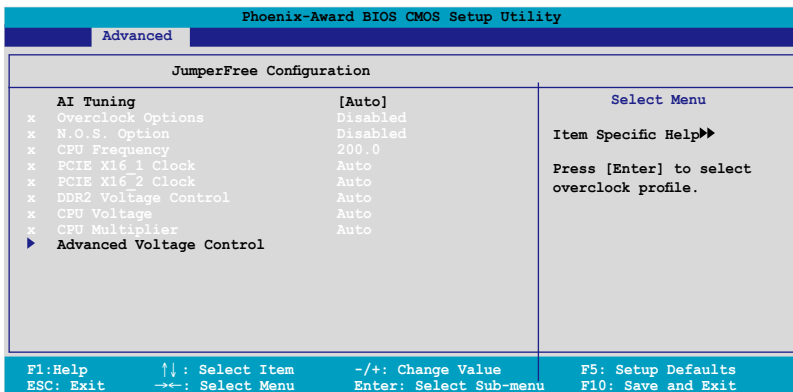 Phoenix-Award BIOS CMOS Setup Utility
Advanced
JumperFree Configuration
Select Menu
AI Tuning [Auto]
x Overclock Options Disabled
x N.O.S. Option Disabled
x CPU Frequency 200.0
x PCIE X16_1 Clock Auto
x PCIE X16_2 Clock Auto
x DDR2 Voltage Control Auto
x CPU Voltage Auto
x CPU Multiplier Auto
Advanced Voltage Control
Item Specific Help
Press [Enter] to select
overclock profile.
F1:Help ↑↓ : Select Item -/+: Change Value F5: Setup Defaults
ESC: Exit →←: Select Menu Enter: Select Sub-menu F10: Save and Exit